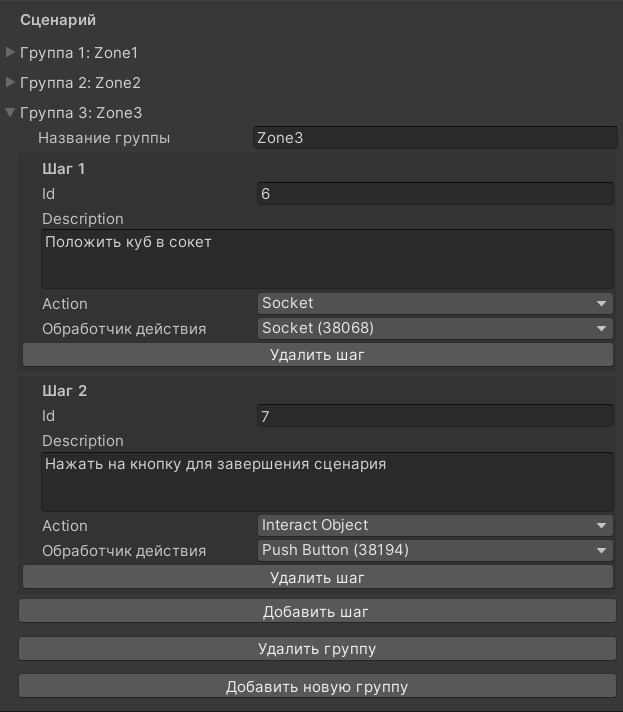 Сценарий
Группа 1: Zone1
Группа 2: Zone2
Группа 3: Zone3
Название группы Zone3
Шаг 1
Id 6
Description
Положить куб в сокет
Action Socket
Обработчик действия Socket (38068)
Удалить шаг
Шаг 2
Id 7
Description
Нажать на кнопку для завершения сценария
Action Interact Object
Обработчик действия Push Button (38194)
Удалить шаг
Добавить шаг
Удалить группу
Добавить новую группу